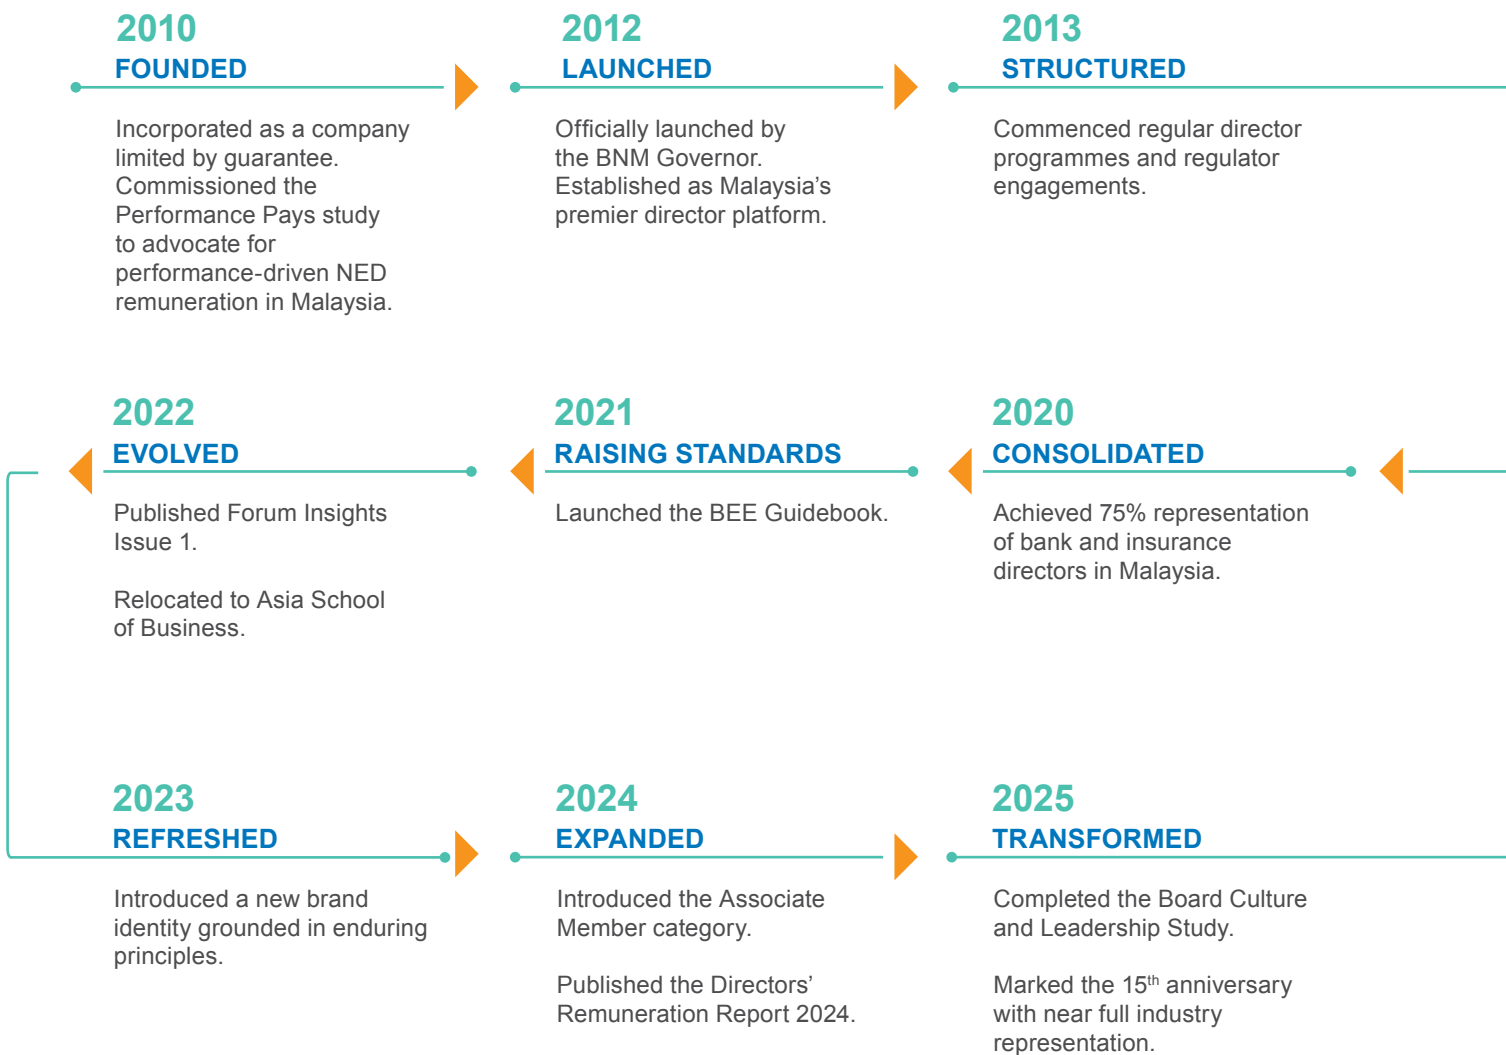 2010
FOUNDED
Incorporated as a company
limited by guarantee.
Commissioned the
Performance Pays study
to advocate for
performance-driven NED
remuneration in Malaysia.
2012
LAUNCHED
Officially launched by
the BNM Governor.
Established as Malaysia’s
premier director platform.
2013
STRUCTURED
Commenced regular director
programmes and regulator
engagements.
2022
EVOLVED
Published Forum Insights
Issue 1.
Relocated to Asia School
of Business.
2021
RAISING STANDARDS
Launched the BEE Guidebook.
2020
CONSOLIDATED
Achieved 75% representation
of bank and insurance
directors in Malaysia.
2023
REFRESHED
Introduced a new brand
identity grounded in enduring
principles.
2024
EXPANDED
Introduced the Associate
Member category.
Published the Directors’
Remuneration Report 2024.
2025
TRANSFORMED
Completed the Board Culture
and Leadership Study.
Marked the 15th anniversary
with near full industry
representation.